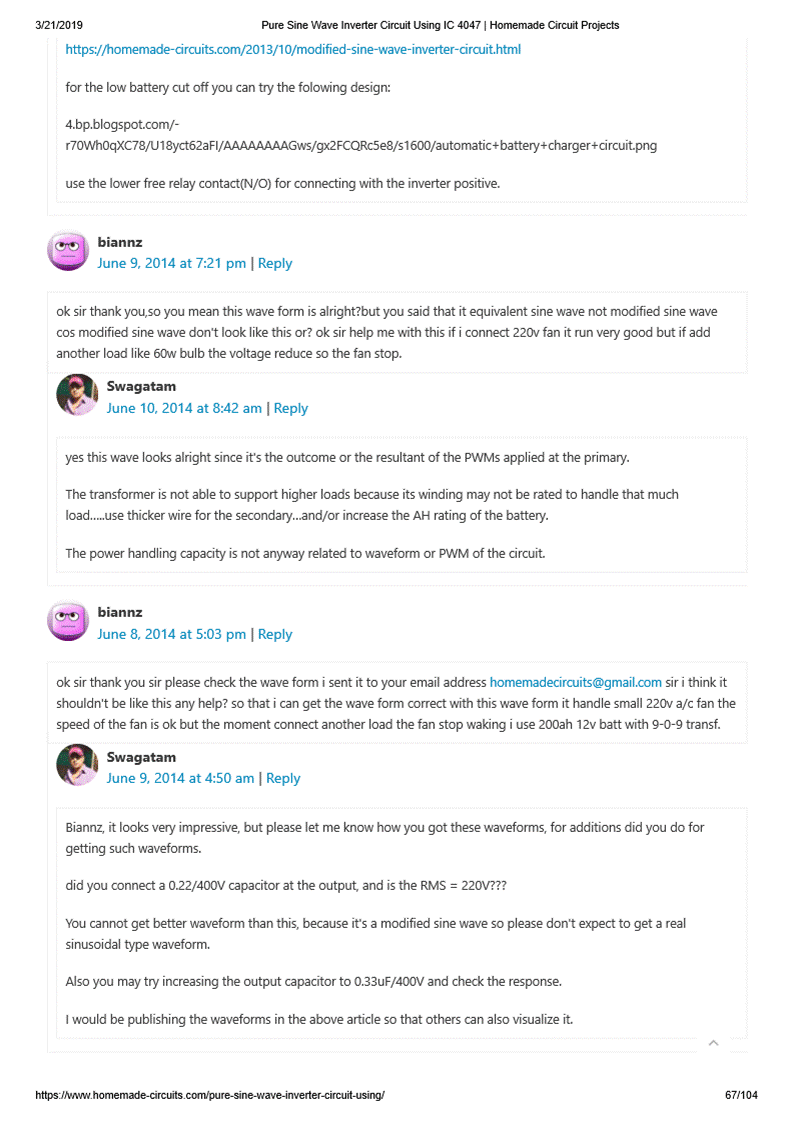 3/21/2019 Pure Sine Wave Inverter Circuit Using IC 4047 | Homemade Circuit Projects
https://homemade-circuits.com/2013/10/modified-sine-wave-inverter-circuit.html
for the low battery cut off you can try the folowing design:
4.bp.blogspot.com/-
r70Wh0qXC78/U18yct62aFI/AAAAAAAAGws/gx2FCQRc5e8/s1600/automatic+battery+charger+circuit.png
use the lower free relay contact(N/O) for connecting with the inverter positive.
biannz
June 9, 2014 at 7:21 pm | Reply
ok sir thank you,so you mean this wave form is alright?but you said that it equivalent sine wave not modified sine wave
cos modified sine wave don't look like this or? ok sir help me with this if i connect 220v fan it run very good but if add
another load like 60w bulb the voltage reduce so the fan stop.
Swagatam
June 10, 2014 at 8:42 am | Reply
yes this wave looks alright since it's the outcome or the resultant of the PWMs applied at the primary.
The transformer is not able to support higher loads because its winding may not be rated to handle that much
load.....use thicker wire for the secondary...and/or increase the AH rating of the battery.
The power handling capacity is not anyway related to waveform or PWM of the circuit.
biannz
June 8, 2014 at 5:03 pm | Reply
ok sir thank you sir please check the wave form i sent it to your email address homemadecircuits@gmail.com sir i think it
shouldn't be like this any help? so that i can get the wave form correct with this wave form it handle small 220v a/c fan the
speed of the fan is ok but the moment connect another load the fan stop waking i use 200ah 12v batt with 9-0-9 transf.
Swagatam
June 9, 2014 at 4:50 am | Reply
Biannz, it looks very impressive, but please let me know how you got these waveforms, for additions did you do for
getting such waveforms.
did you connect a 0.22/400V capacitor at the output, and is the RMS = 220V???
You cannot get better waveform than this, because it's a modified sine wave so please don't expect to get a real
sinusoidal type waveform.
Also you may try increasing the output capacitor to 0.33uF/400V and check the response.
I would be publishing the waveforms in the above article so that others can also visualize it.
https://www.homemade-circuits.com/pure-sine-wave-inverter-circuit-using/ 67/104